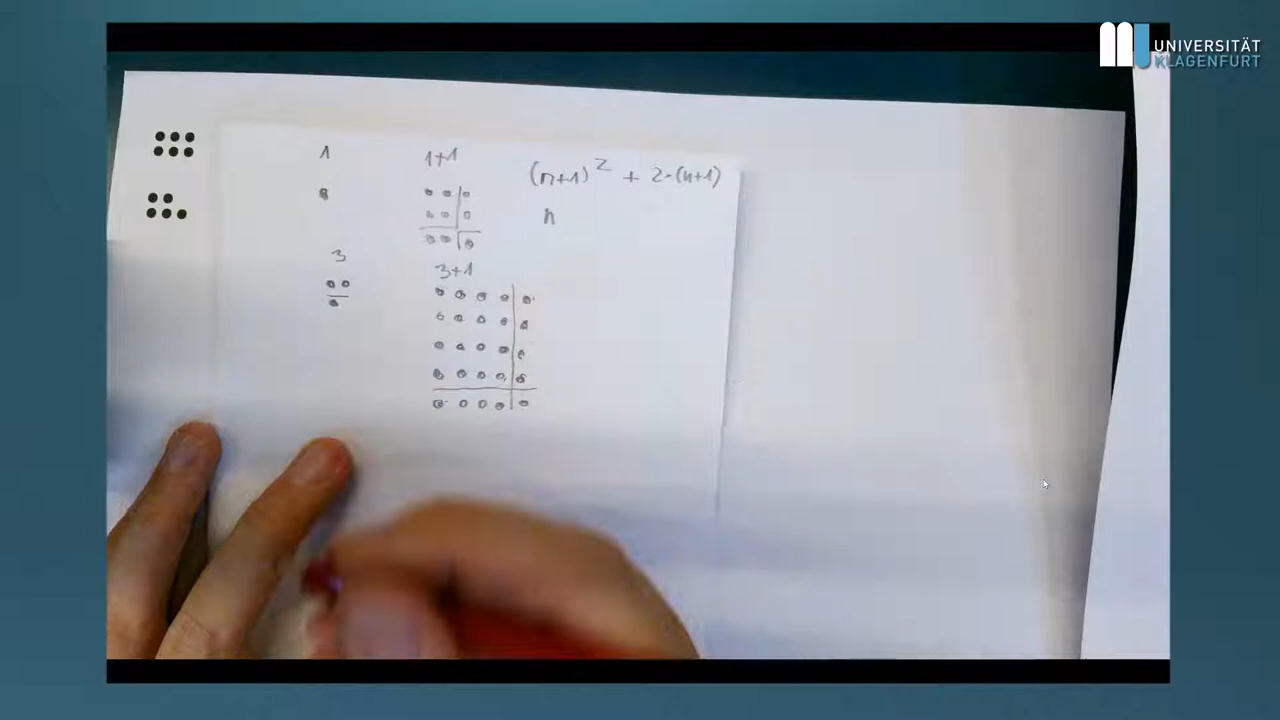 UNIVERSITÄT
KLAGENFURT
1
1+1
(n+1)² + 2·(n+1)
n
3
3+1